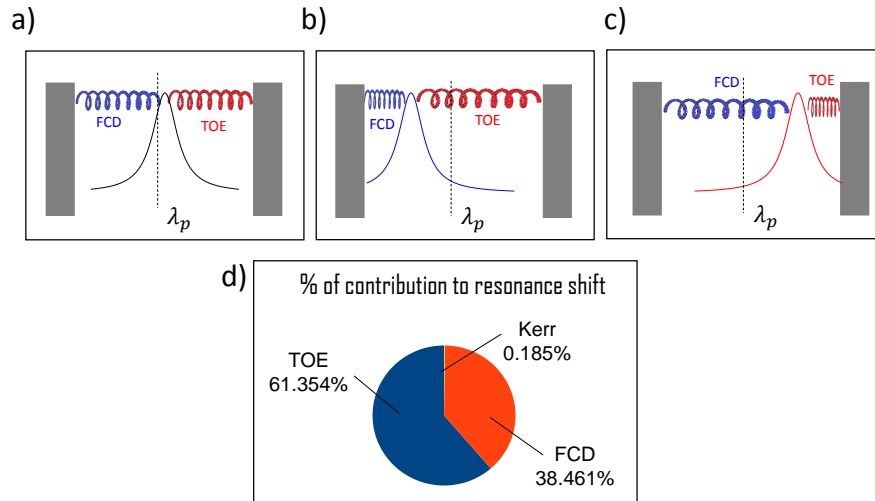 a)
FCD
TOE
λp
b)
FCD
TOE
λp
c)
FCD
TOE
λp
d)
% of contribution to resonance shift
Kerr
0.185%
TOE
61.354%
FCD
38.461%